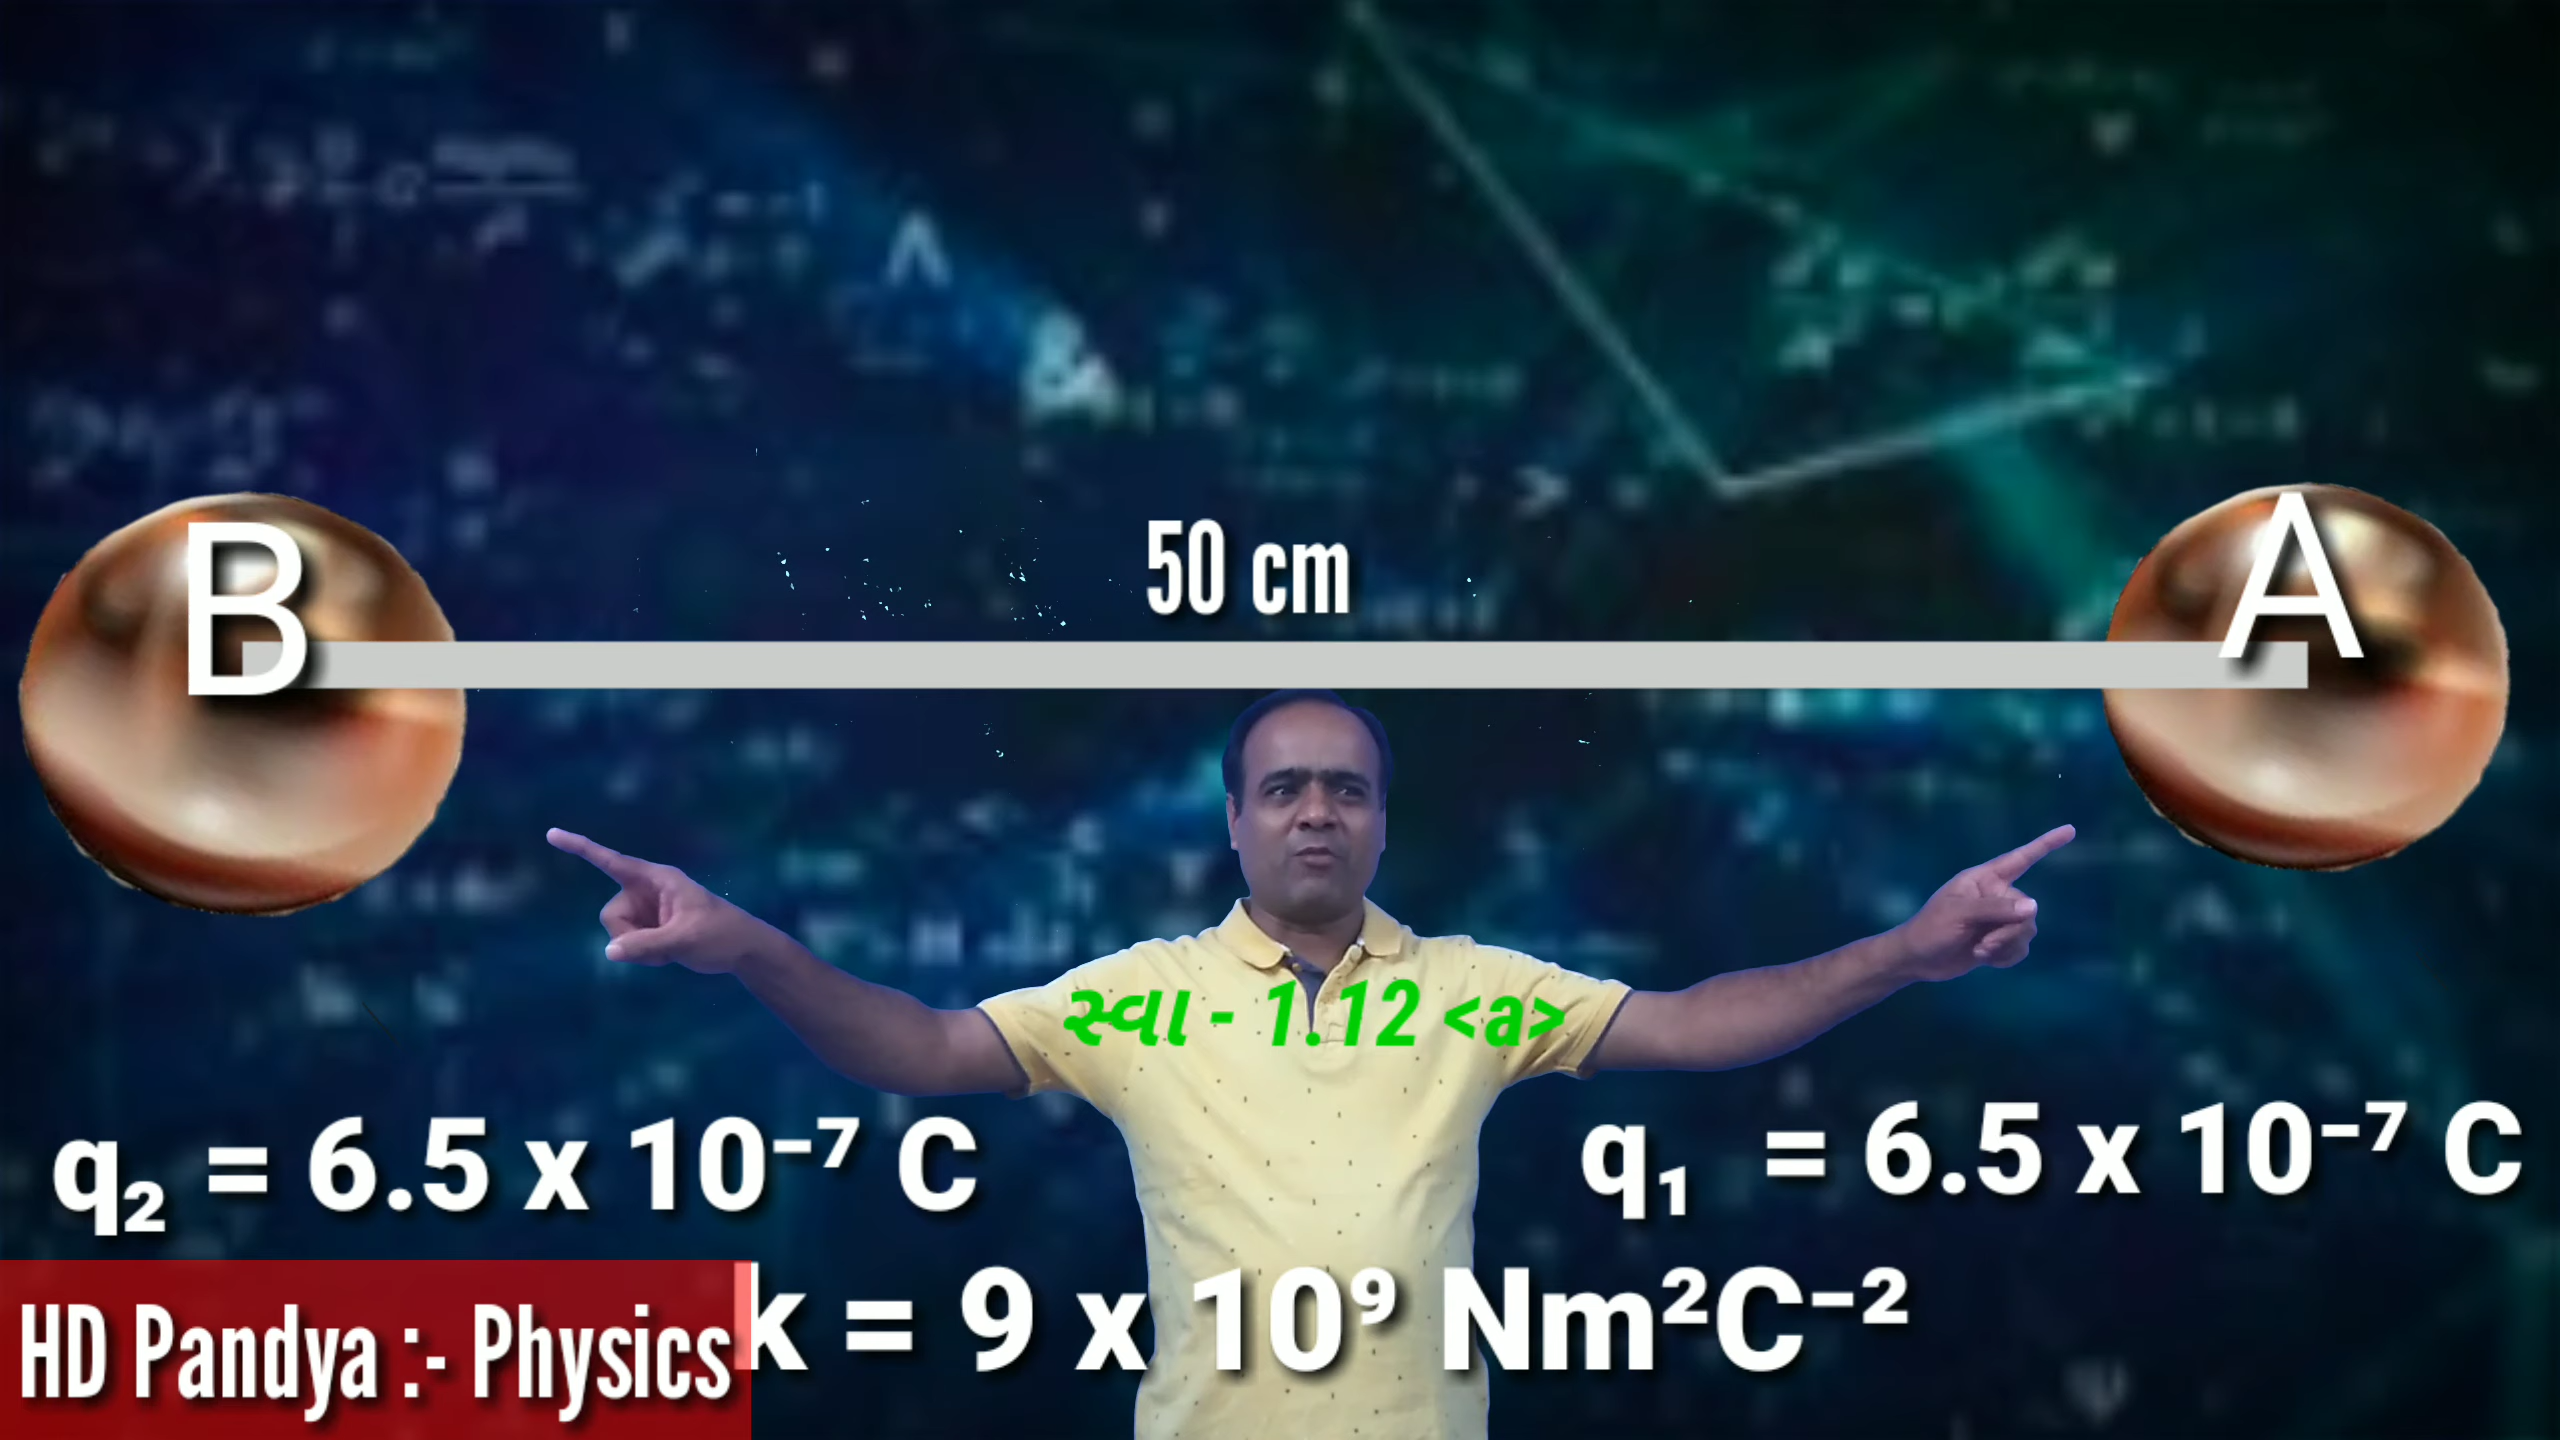 50 cm
B
A
સ્વા - 1.12 <a>
q₂ = 6.5 x 10⁻⁷ C
q₁ = 6.5 x 10⁻⁷ C
k = 9 x 10⁹ Nm²C⁻²
HD Pandya :- Physics